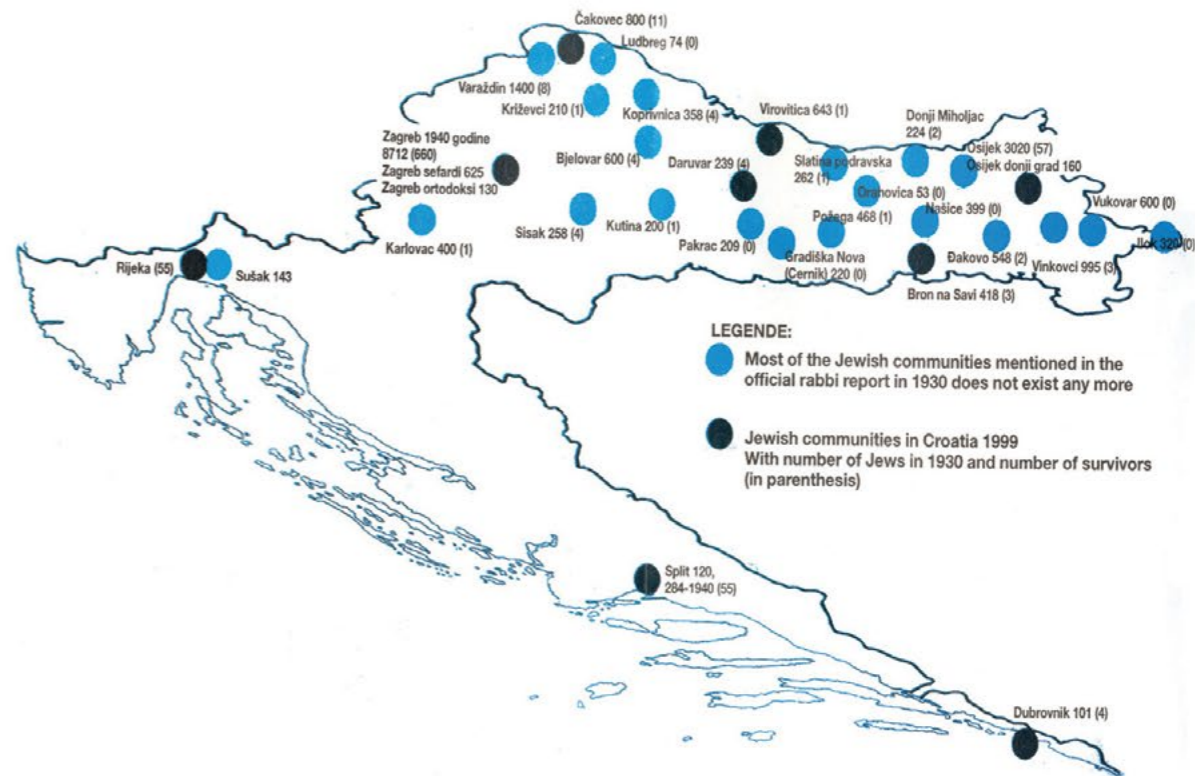 Čakovec 800 (11)
Ludbreg 74 (0)
Varaždin 1400 (8)
Križevci 210 (1)
Koprivnica 358 (4)
Virovitica 643 (1)
Donji Miholjac
224 (2)
Zagreb 1940 godine
8712 (660)
Zagreb sefardi 625
Zagreb ortodoksi 130
Bjelovar 600 (4)
Daruvar 239 (4)
Slatina podravska
262 (1)
Osijek 3020 (57)
Osijek donji grad 160
Orahovica 53 (0)
Vukovar 600 (0)
Karlovac 400 (1)
Sisak 258 (4)
Kutina 200 (1)
Požega 468 (1)
Našice 399 (0)
Pakrac 209 (0)
Gradiška Nova
(Cernik) 220 (0)
Đakovo 548 (2)
Vinkovci 995 (3)
Ilok 320 (0)
Rijeka (55)
Sušak 143
Bron na Savi 418 (3)
LEGENDE:
Most of the Jewish communities mentioned in the
official rabbi report in 1930 does not exist any more
Jewish communities in Croatia 1999
With number of Jews in 1930 and number of survivors
(in parenthesis)
Split 120,
284-1940 (55)
Dubrovnik 101 (4)